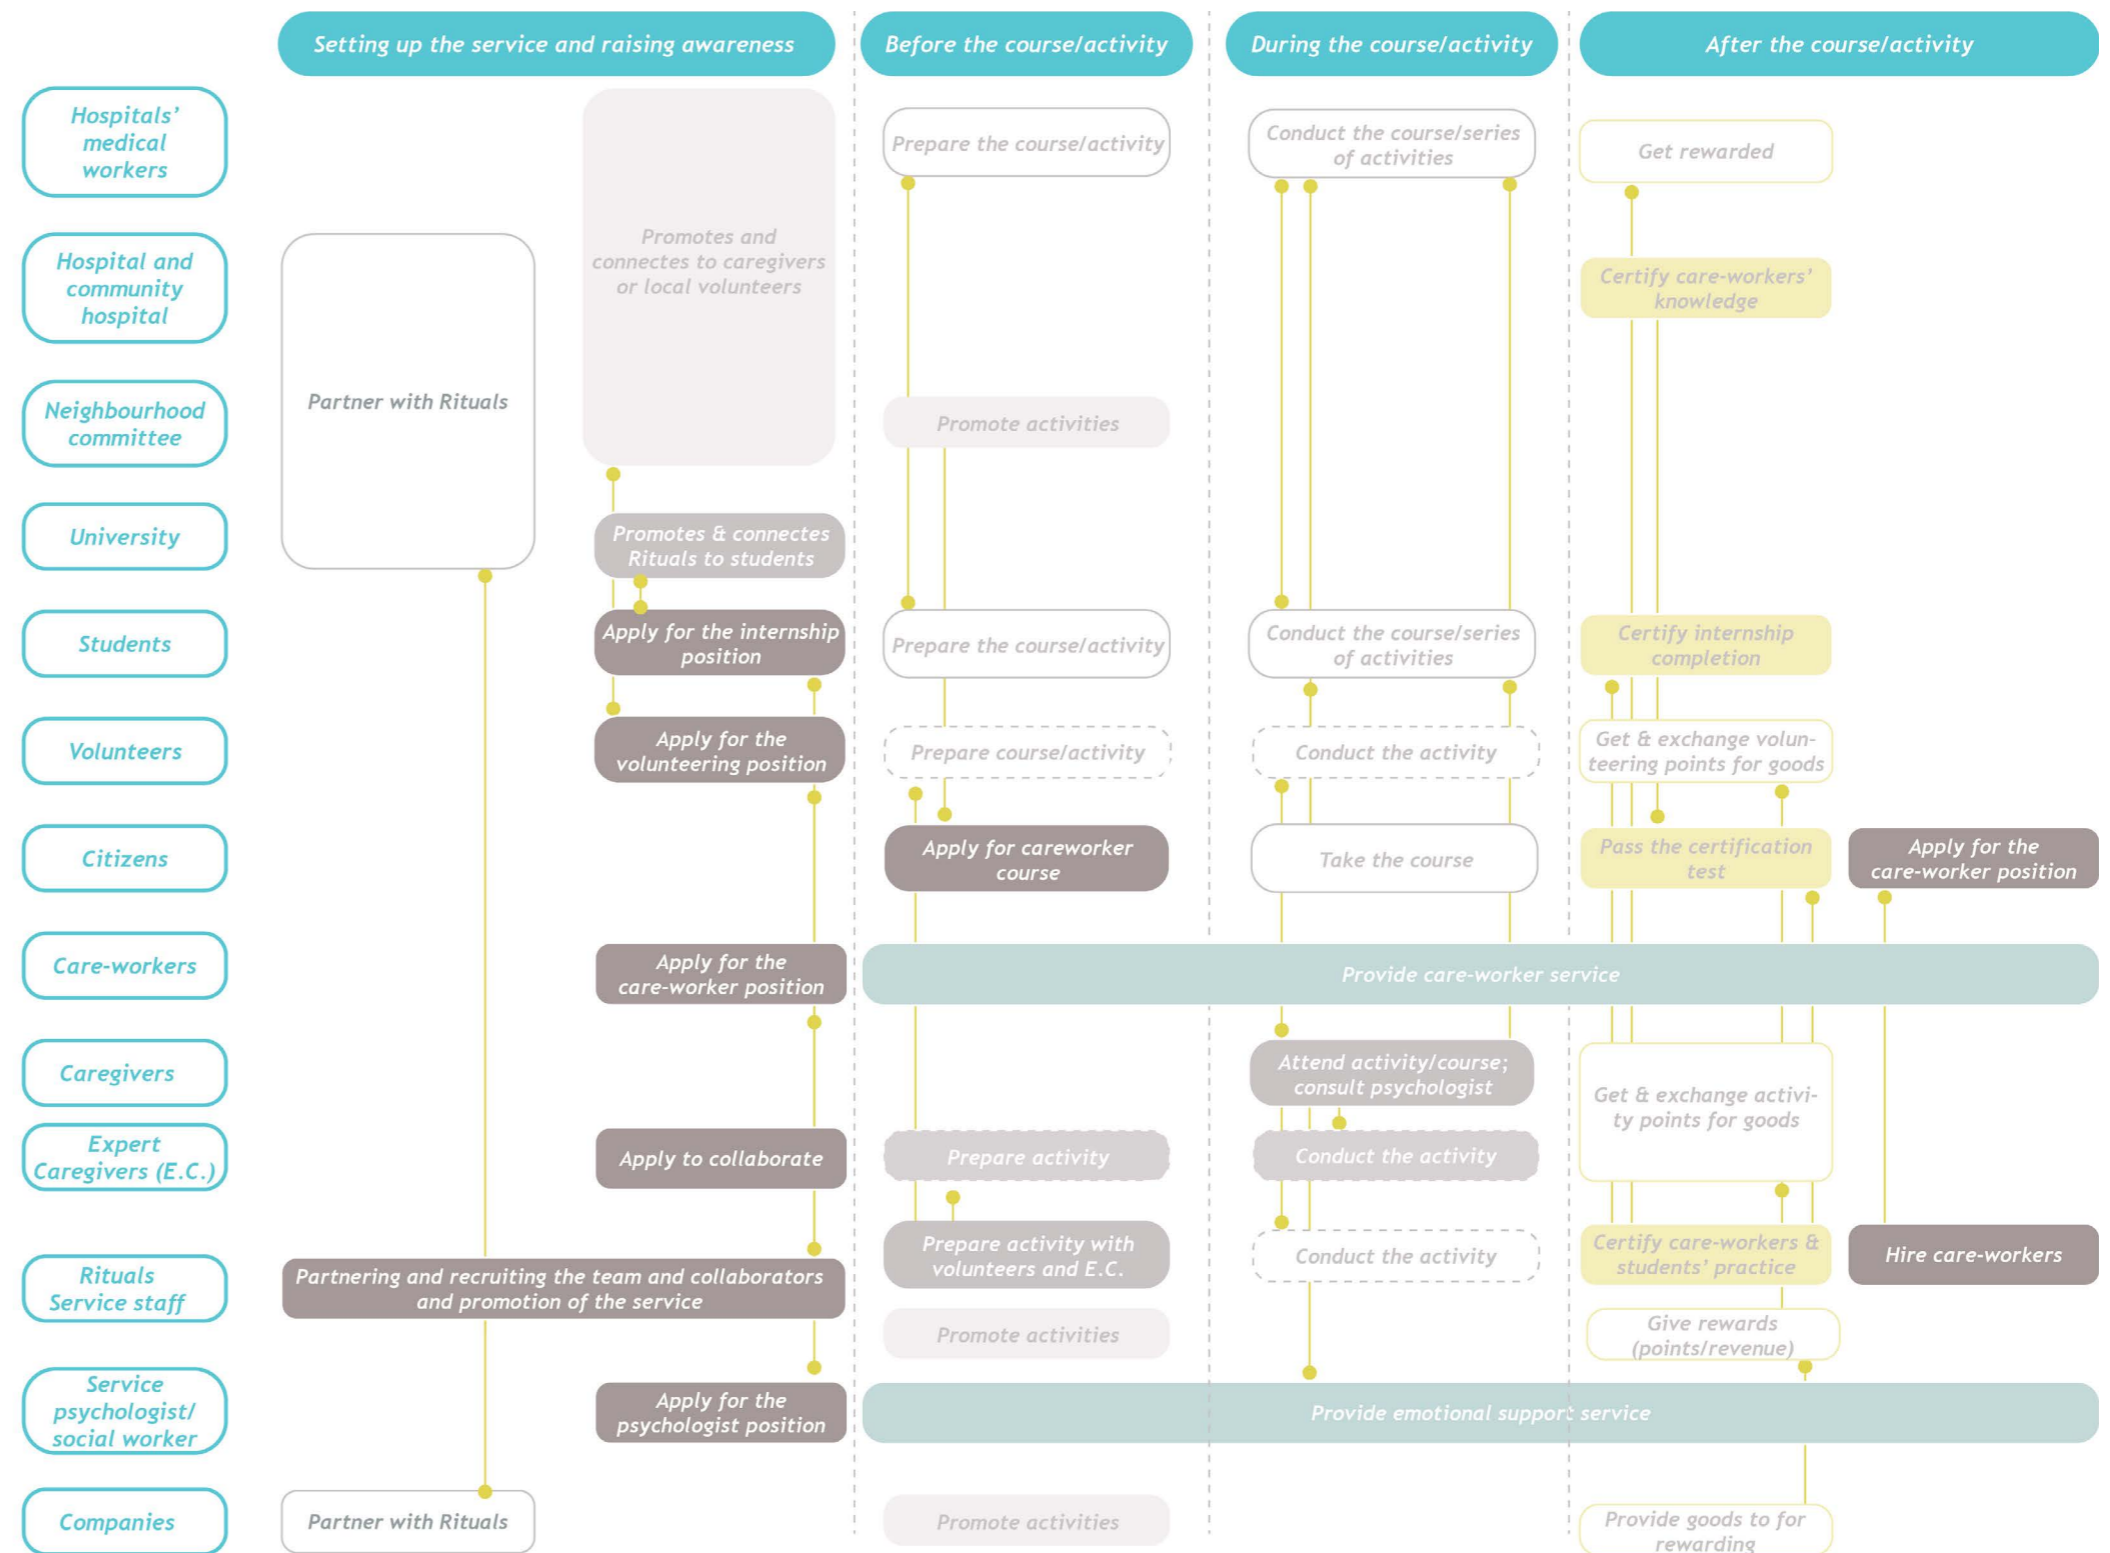 Setting up the service and raising awareness
Before the course/activity
During the course/activity
After the course/activity
Hospitals’
medical
workers
Prepare the course/activity
Conduct the course/series
of activities
Get rewarded
Hospital and
community
hospital
Promotes and
connectes to caregivers
or local volunteers
Certify care-workers’
knowledge
Neighbourhood
committee
Partner with Rituals
Promote activities
University
Promotes & connectes
Rituals to students
Students
Apply for the internship
position
Prepare the course/activity
Conduct the course/series
of activities
Certify internship
completion
Volunteers
Apply for the
volunteering position
Prepare course/activity
Conduct the activity
Get & exchange volun-
teering points for goods
Citizens
Apply for careworker
course
Take the course
Pass the certification
test
Apply for the
care-worker position
Care-workers
Apply for the
care-worker position
Provide care-worker service
Caregivers
Attend activity/course;
consult psychologist
Get & exchange activi-
ty points for goods
Expert
Caregivers (E.C.)
Apply to collaborate
Prepare activity
Conduct the activity
Rituals
Service staff
Partnering and recruiting the team and collaborators
and promotion of the service
Prepare activity with
volunteers and E.C.
Conduct the activity
Certify care-workers &
students’ practice
Hire care-workers
Promote activities
Give rewards
(points/revenue)
Service
psychologist/
social worker
Apply for the
psychologist position
Provide emotional support service
Companies
Partner with Rituals
Promote activities
Provide goods to for
rewarding